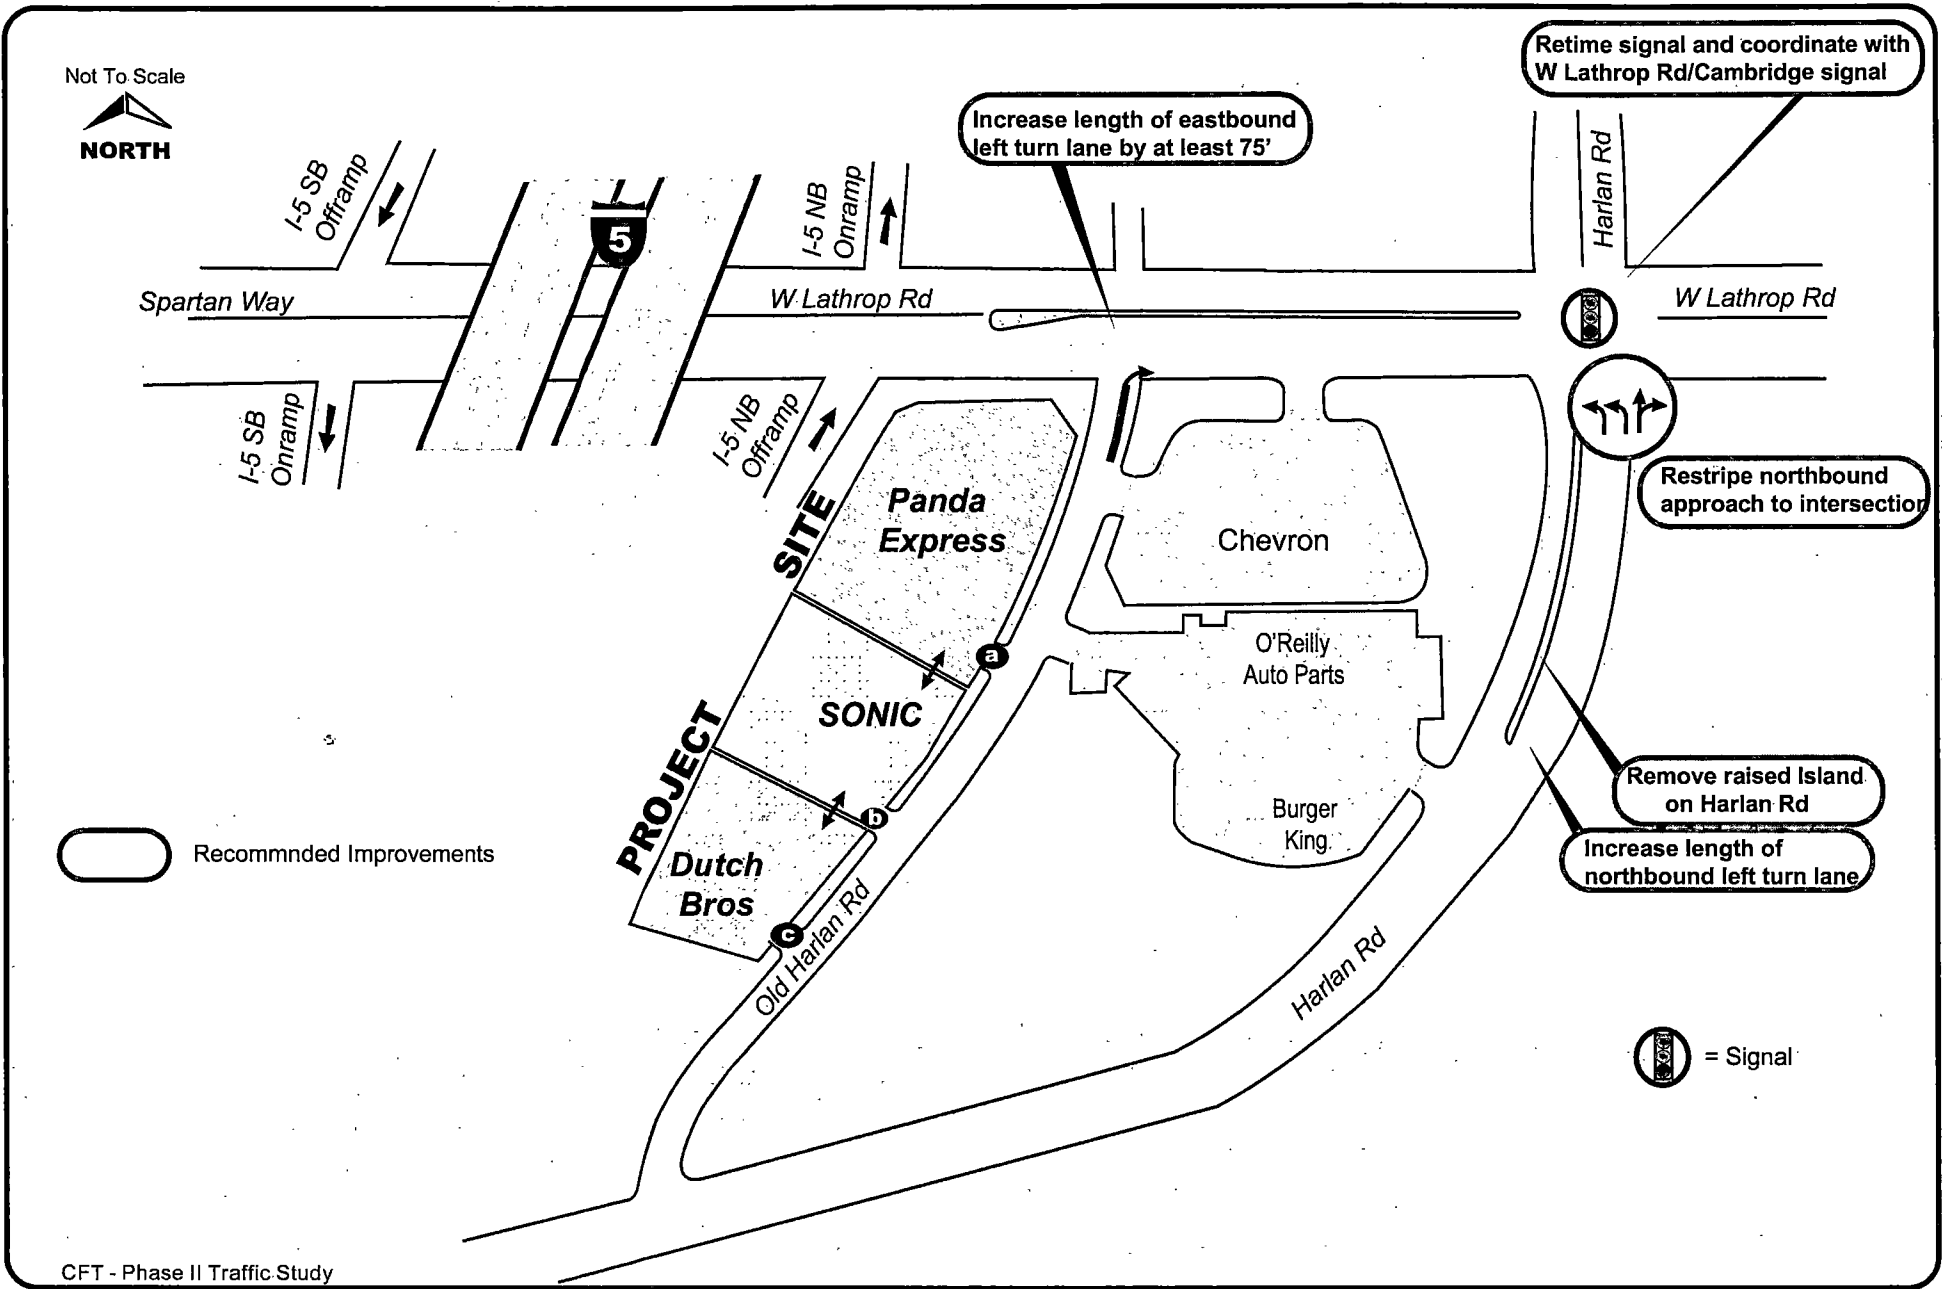 Not To Scale
NORTH
Retime signal and coordinate with
W Lathrop Rd/Cambridge signal
Increase length of eastbound
left turn lane by at least 75'
I-5 SB
Offramp
5
I-5 NB
Onramp
Harlan Rd
Spartan Way
W Lathrop Rd
W Lathrop Rd
I-5 SB
Onramp
I-5 NB
Offramp
Restripe northbound
approach to intersection
PROJECT SITE
Panda
Express
Chevron
O'Reilly
Auto Parts
a
SONIC
Remove raised Island
on Harlan Rd
b
Burger
King
Increase length of
northbound left turn lane
Recommnded Improvements
Dutch
Bros
c
Old Harlan Rd
Harlan Rd
= Signal
CFT - Phase II Traffic Study